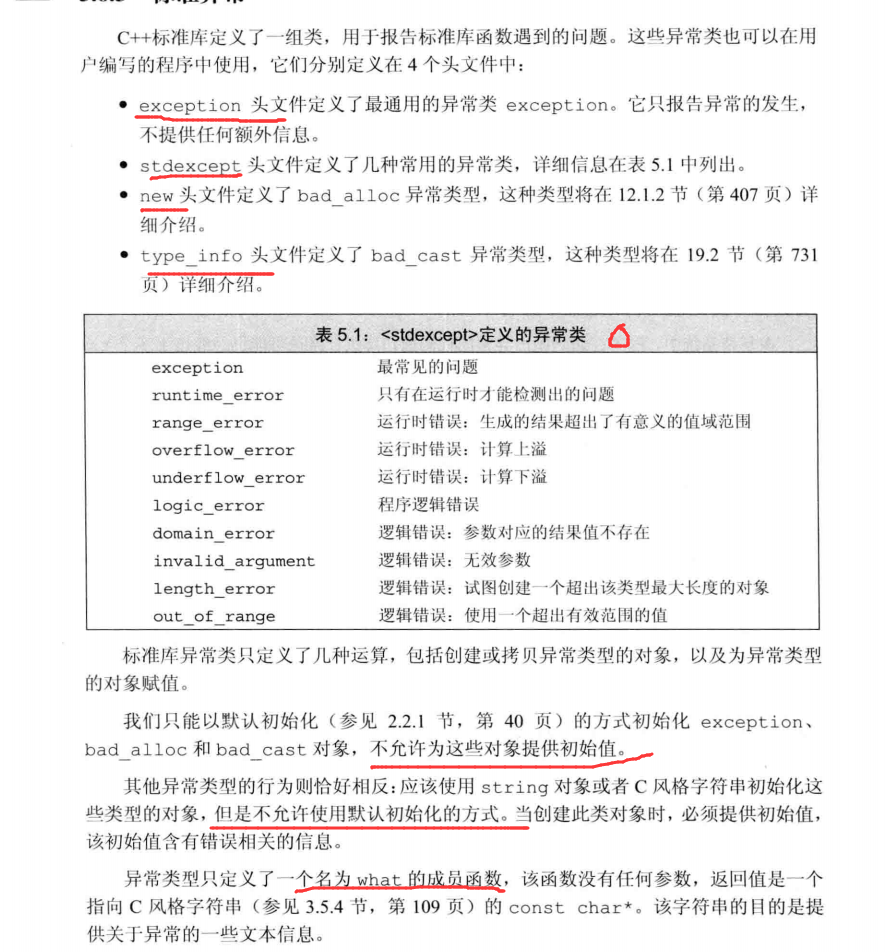 C++标准库定义了一组类，用于报告标准库函数遇到的问题。这些异常类也可以在用
户编写的程序中使用，它们分别定义在 4 个头文件中：
• exception 头文件定义了最通用的异常类 exception。它只报告异常的发生，
不提供任何额外信息。
• stdexcept 头文件定义了几种常用的异常类，详细信息在表 5.1 中列出。
• new 头文件定义了 bad_alloc 异常类型，这种类型将在 12.1.2 节（第 407 页）详
细介绍。
• type_info 头文件定义了 bad_cast 异常类型，这种类型将在 19.2 节（第 731
页）详细介绍。
表 5.1：<stdexcept>定义的异常类
exception 最常见的问题
runtime_error 只有在运行时才能检测出的问题
range_error 运行时错误：生成的结果超出了有意义的值域范围
overflow_error 运行时错误：计算上溢
underflow_error 运行时错误：计算下溢
logic_error 程序逻辑错误
domain_error 逻辑错误：参数对应的结果值不存在
invalid_argument 逻辑错误：无效参数
length_error 逻辑错误：试图创建一个超出该类型最大长度的对象
out_of_range 逻辑错误：使用一个超出有效范围的值
标准库异常类只定义了几种运算，包括创建或拷贝异常类型的对象，以及为异常类型
的对象赋值。
我们只能以默认初始化（参见 2.2.1 节，第 40 页）的方式初始化 exception、
bad_alloc 和 bad_cast 对象，不允许为这些对象提供初始值。
其他异常类型的行为则恰好相反：应该使用 string 对象或者 C 风格字符串初始化这
些类型的对象，但是不允许使用默认初始化的方式。当创建此类对象时，必须提供初始值，
该初始值含有错误相关的信息。
异常类型只定义了一个名为 what 的成员函数，该函数没有任何参数，返回值是一个
指向 C 风格字符串（参见 3.5.4 节，第 109 页）的 const char*。该字符串的目的是提
供关于异常的一些文本信息。